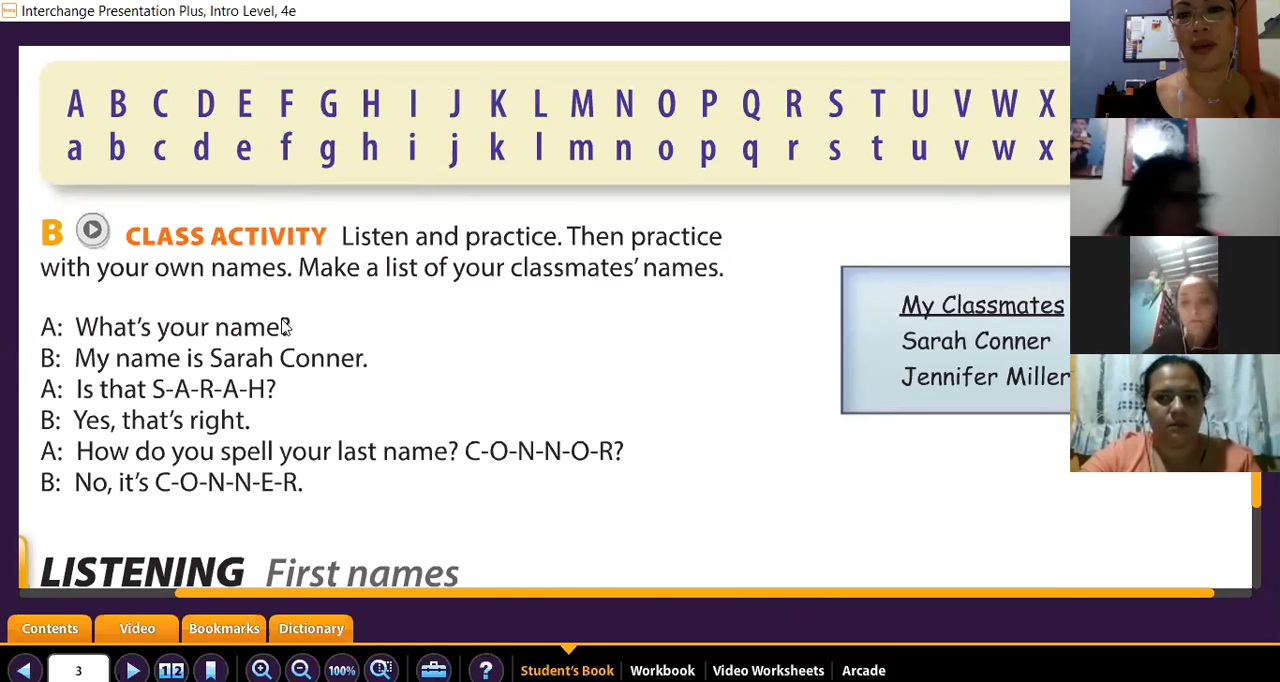 Interchange Presentation Plus, Intro Level, 4e
A B C D E F G H I J K L M N O P Q R S T U V W X
a b c d e f g h i j k l m n o p q r s t u v w x
B CLASS ACTIVITY Listen and practice. Then practice
with your own names. Make a list of your classmates' names.
A: What's your name?
B: My name is Sarah Conner.
A: Is that S-A-R-A-H?
B: Yes, that's right.
A: How do you spell your last name? C-O-N-N-O-R?
B: No, it's C-O-N-N-E-R.
My Classmates
Sarah Conner
Jennifer Miller
LISTENING First names
Contents Video Bookmarks Dictionary
3 1 2 100% ? Student's Book Workbook Video Worksheets Arcade